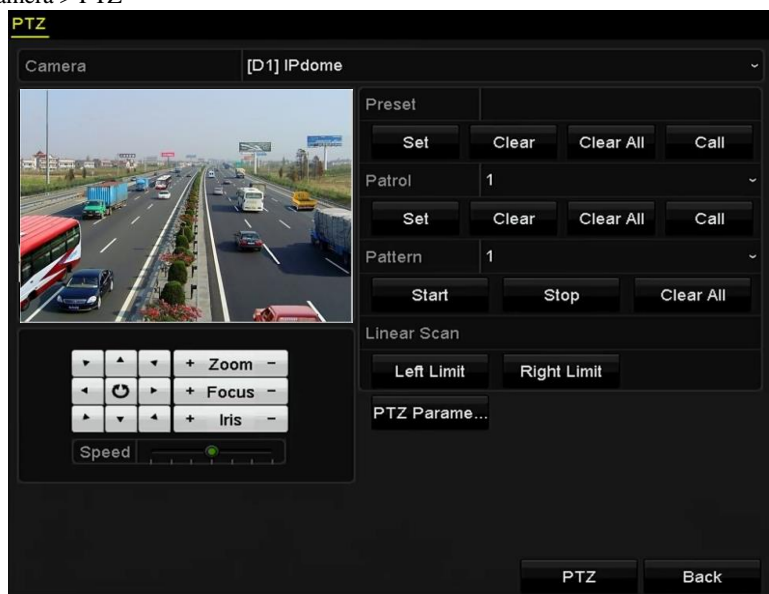 PTZ
Camera [D1] IPdome
Preset
Set Clear Clear All Call
Patrol 1
Set Clear Clear All Call
Pattern 1
Start Stop Clear All
Linear Scan
Left Limit Right Limit
PTZ Parame...
+ Zoom -
+ Focus -
+ Iris -
Speed
PTZ Back